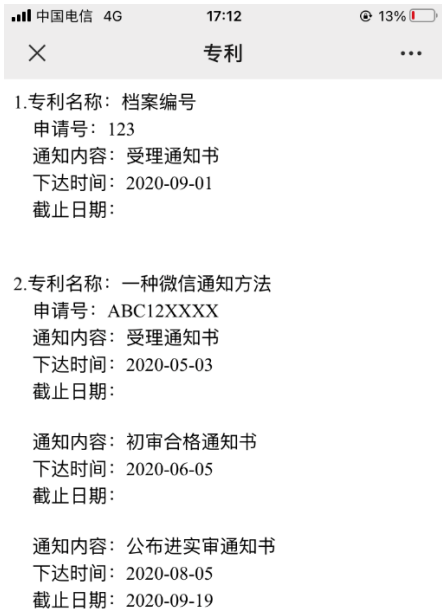 中国电信 4G 17:12 13%
专利
1.专利名称：档案编号
申请号：123
通知内容：受理通知书
下达时间：2020-09-01
截止日期：
2.专利名称：一种微信通知方法
申请号：ABC12XXXX
通知内容：受理通知书
下达时间：2020-05-03
截止日期：
通知内容：初审合格通知书
下达时间：2020-06-05
截止日期：
通知内容：公布进实审通知书
下达时间：2020-08-05
截止日期：2020-09-19